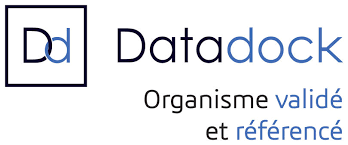 Dd Datadock
Organisme validé
et référencé